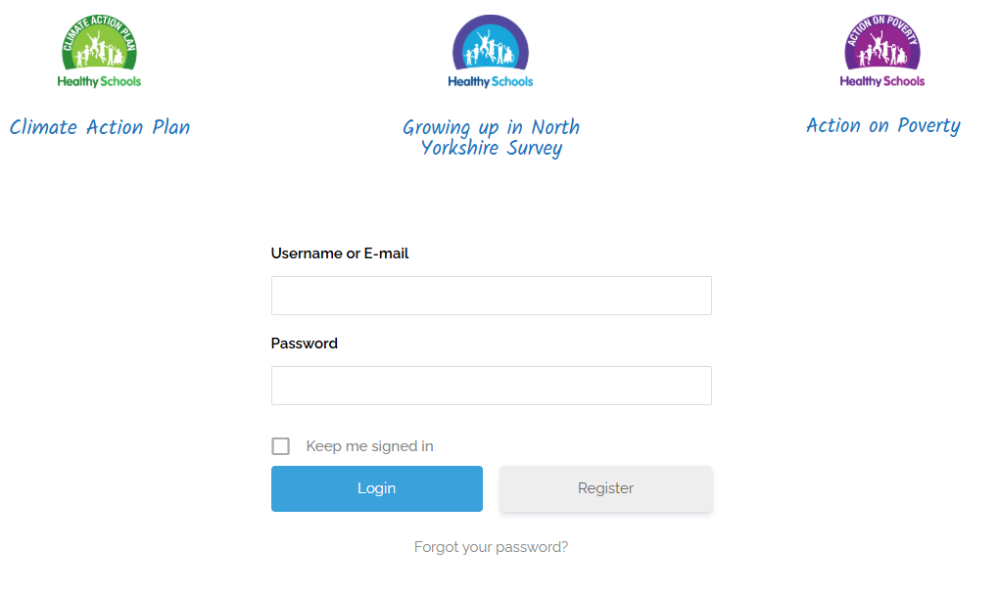 CLIMATE ACTION PLAN
Healthy Schools
Healthy Schools
ACTION ON POVERTY
Healthy Schools
Climate Action Plan
Growing up in North
Yorkshire Survey
Action on Poverty
Username or E-mail
Password
Keep me signed in
Login
Register
Forgot your password?